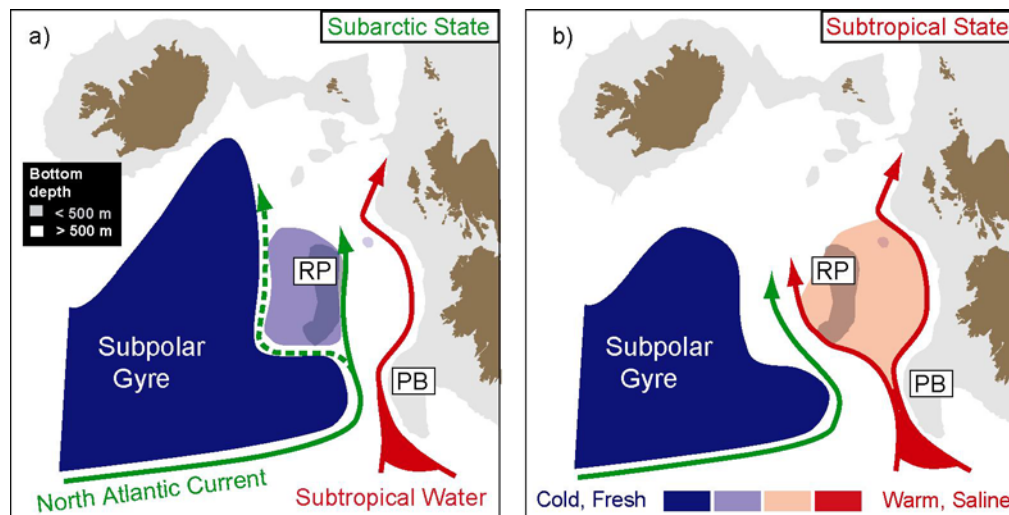 a)
Subarctic State
Bottom
depth
< 500 m
> 500 m
RP
Subpolar
Gyre
PB
North Atlantic Current
Subtropical Water
b)
Subtropical State
RP
Subpolar
Gyre
PB
Cold, Fresh
Warm, Saline